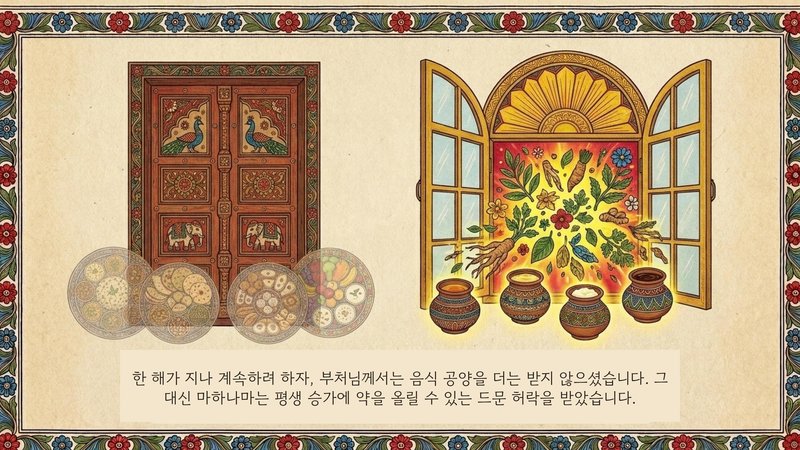 한 해가 지나 계속하려 하자, 부처님께서는 음식 공양을 더는 받지 않으셨습니다. 그
대신 마하나마는 평생 승가에 약을 올릴 수 있는 드문 허락을 받았습니다.